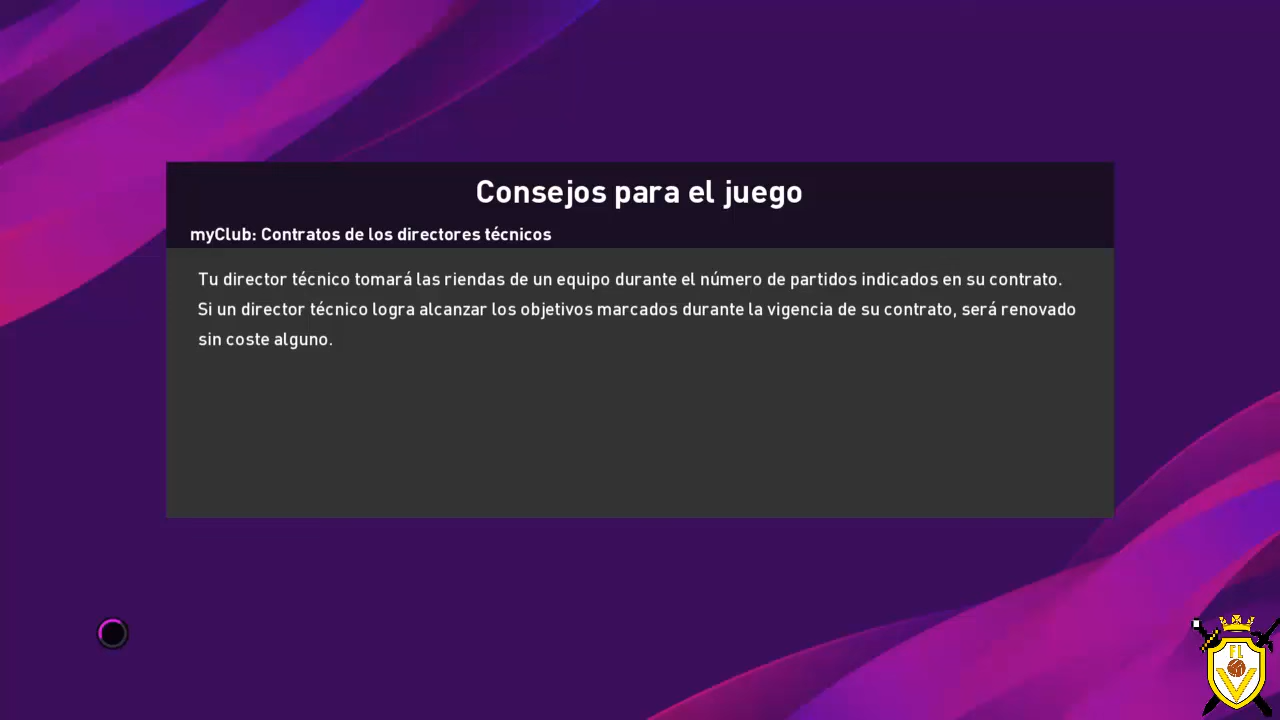 Consejos para el juego
myClub: Contratos de los directores técnicos
Tu director técnico tomará las riendas de un equipo durante el número de partidos indicados en su contrato.
Si un director técnico logra alcanzar los objetivos marcados durante la vigencia de su contrato, será renovado
sin coste alguno.
FL
V